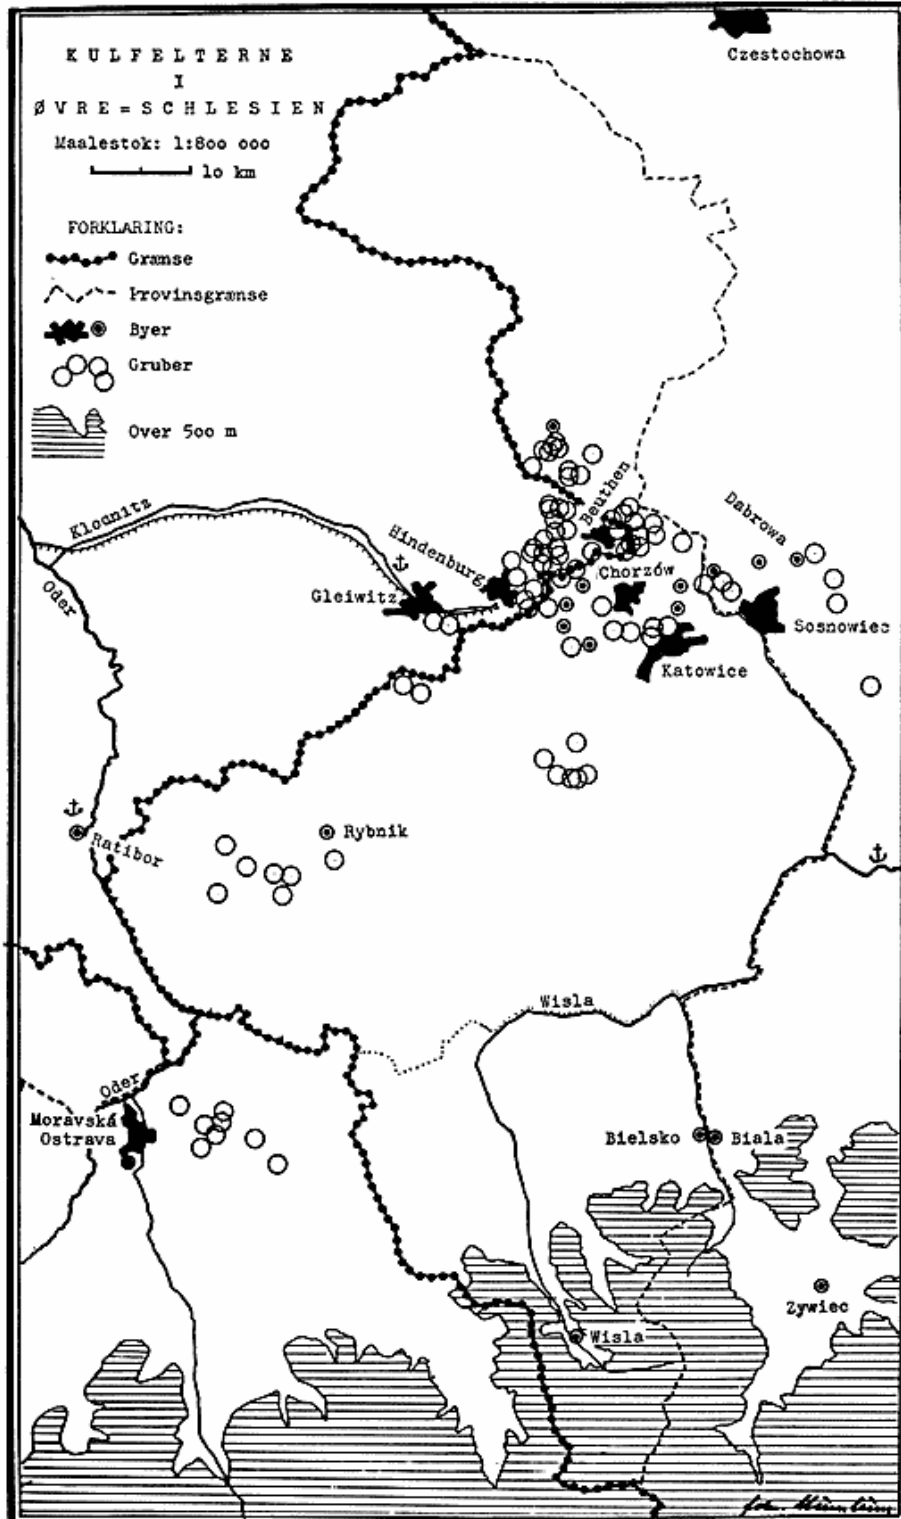 KULFELTERNE
I
ØVRE=SCHLESIEN
Maalestok: 1:800 000
10 km
FORKLARING:
Grænse
Provinsgrænse
Byer
Gruber
Over 500 m
Czestochowa
Klodnitz
Oder
Hindenburg
Gleiwitz
Beuthen
Chorzów
Dabrowa
Sosnowiec
Katowice
Ratibor
Rybnik
Wisla
Oder
Moravská
Ostrava
Bielsko
Biala
Zywiec
Wisla